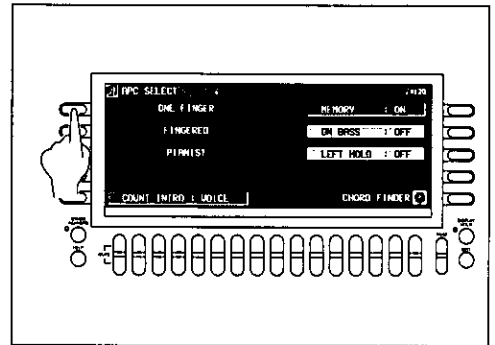 APC SELECT
ONE FINGER
MEMORY : ON
FINGERED
ON BASS : OFF
PIANIST
LEFT HOLD : OFF
COUNT INTRO : VOICE
CHORD FINDER